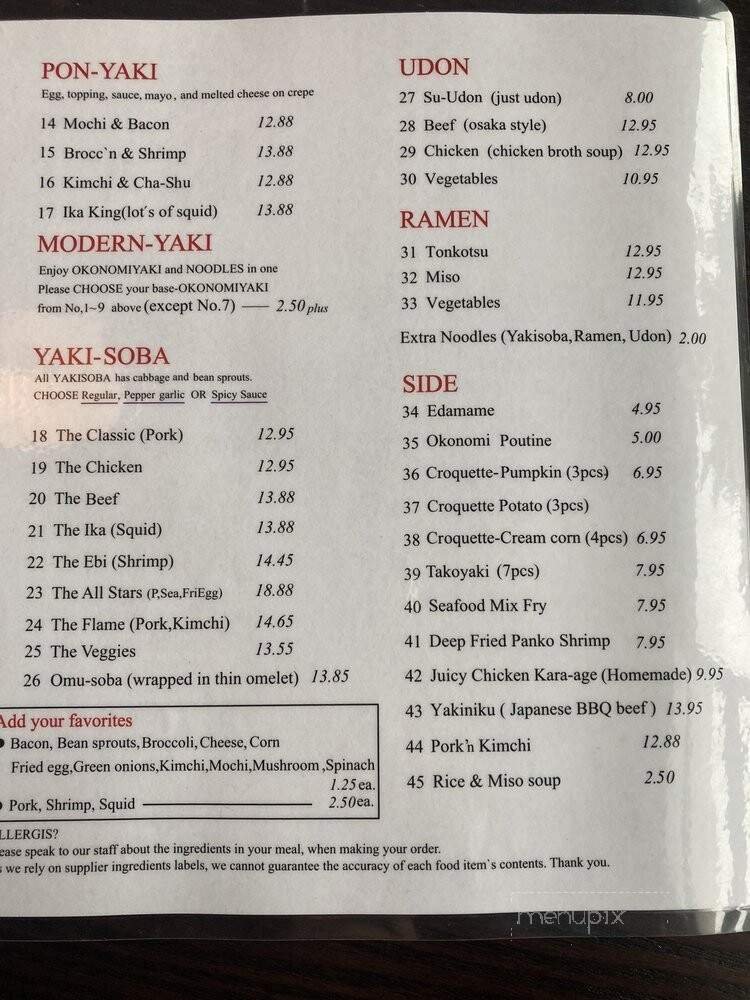 PON-YAKI
Egg, topping, sauce, mayo, and melted cheese on crepe
14 Mochi & Bacon 12.88
15 Brocc`n & Shrimp 13.88
16 Kimchi & Cha-Shu 12.88
17 Ika King(lot´s of squid) 13.88
MODERN-YAKI
Enjoy OKONOMIYAKI and NOODLES in one
Please CHOOSE your base-OKONOMIYAKI
from No,1~9 above (except No.7) — 2.50 plus
YAKI-SOBA
All YAKISOBA has cabbage and bean sprouts.
CHOOSE Regular, Pepper garlic OR Spicy Sauce
18 The Classic (Pork) 12.95
19 The Chicken 12.95
20 The Beef 13.88
21 The Ika (Squid) 13.88
22 The Ebi (Shrimp) 14.45
23 The All Stars (P,Sea,FriEgg) 18.88
24 The Flame (Pork,Kimchi) 14.65
25 The Veggies 13.55
26 Omu-soba (wrapped in thin omelet) 13.85
Add your favorites
Bacon, Bean sprouts, Broccoli, Cheese, Corn
Fried egg,Green onions,Kimchi,Mochi,Mushroom ,Spinach
1.25 ea.
Pork, Shrimp, Squid — 2.50ea.
UDON
27 Su-Udon (just udon) 8.00
28 Beef (osaka style) 12.95
29 Chicken (chicken broth soup) 12.95
30 Vegetables 10.95
RAMEN
31 Tonkotsu 12.95
32 Miso 12.95
33 Vegetables 11.95
Extra Noodles (Yakisoba, Ramen, Udon) 2.00
SIDE
34 Edamame 4.95
35 Okonomi Poutine 5.00
36 Croquette-Pumpkin (3pcs) 6.95
37 Croquette Potato (3pcs)
38 Croquette-Cream corn (4pcs) 6.95
39 Takoyaki (7pcs) 7.95
40 Seafood Mix Fry 7.95
41 Deep Fried Panko Shrimp 7.95
42 Juicy Chicken Kara-age (Homemade) 9.95
43 Yakiniku ( Japanese BBQ beef ) 13.95
44 Pork'n Kimchi 12.88
45 Rice & Miso soup 2.50
LLERGIS?
ease speak to our staff about the ingredients in your meal, when making your order.
s we rely on supplier ingredients labels, we cannot guarantee the accuracy of each food item`s contents. Thank you.
menupix